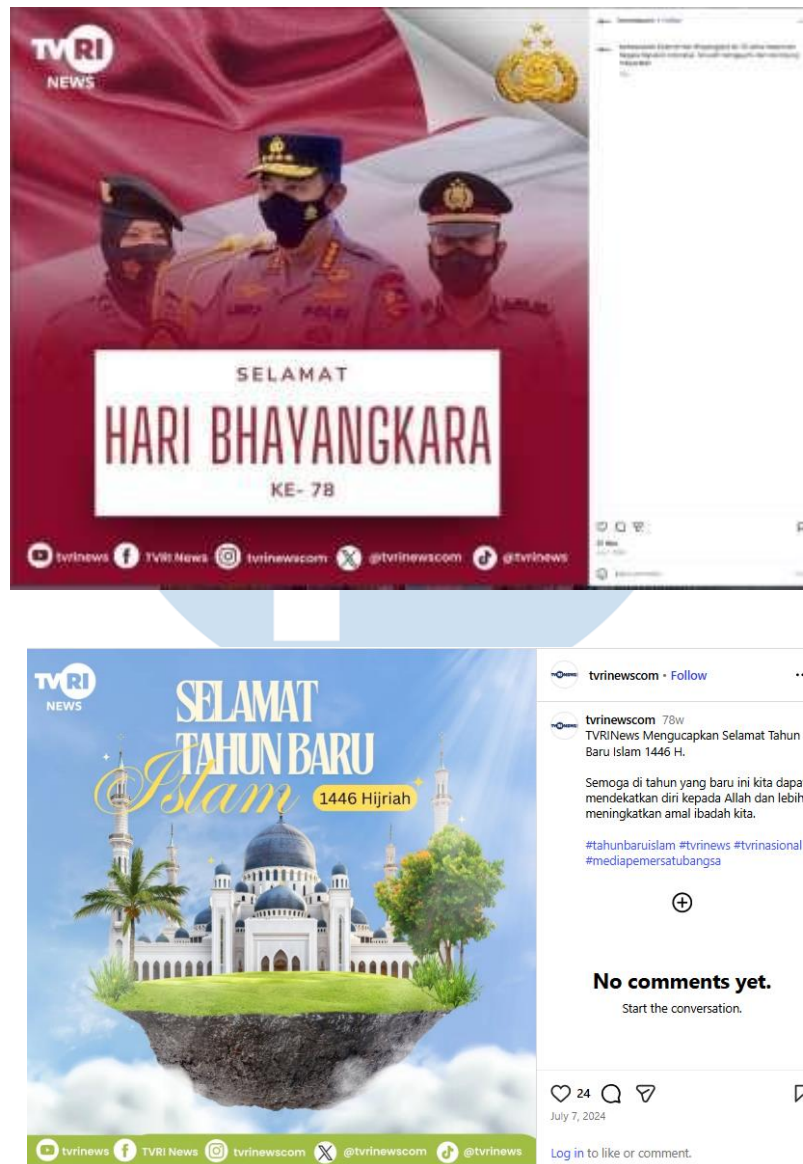 TVRI
NEWS
SELAMAT
HARI BHAYANGKARA
KE- 78
tvrinews TVRI News tvrinewscom @tvrinewscom @tvrinews
TVRI
NEWS
SELAMAT
TAHUN BARU
Islam
1446 Hijriah
tvrinews TVRI News tvrinewscom @tvrinewscom @tvrinews
tvrinewscom • Follow
tvrinewscom 78w
TVRINews Mengucapkan Selamat Tahun
Baru Islam 1446 H.
Semoga di tahun yang baru ini kita dapat
mendekatkan diri kepada Allah dan lebih
meningkatkan amal ibadah kita.
#tahunbaruislam #tvrinews #tvrinasional
#mediapemersatubangsa
No comments yet.
Start the conversation.
24
July 7, 2024
Log in to like or comment.